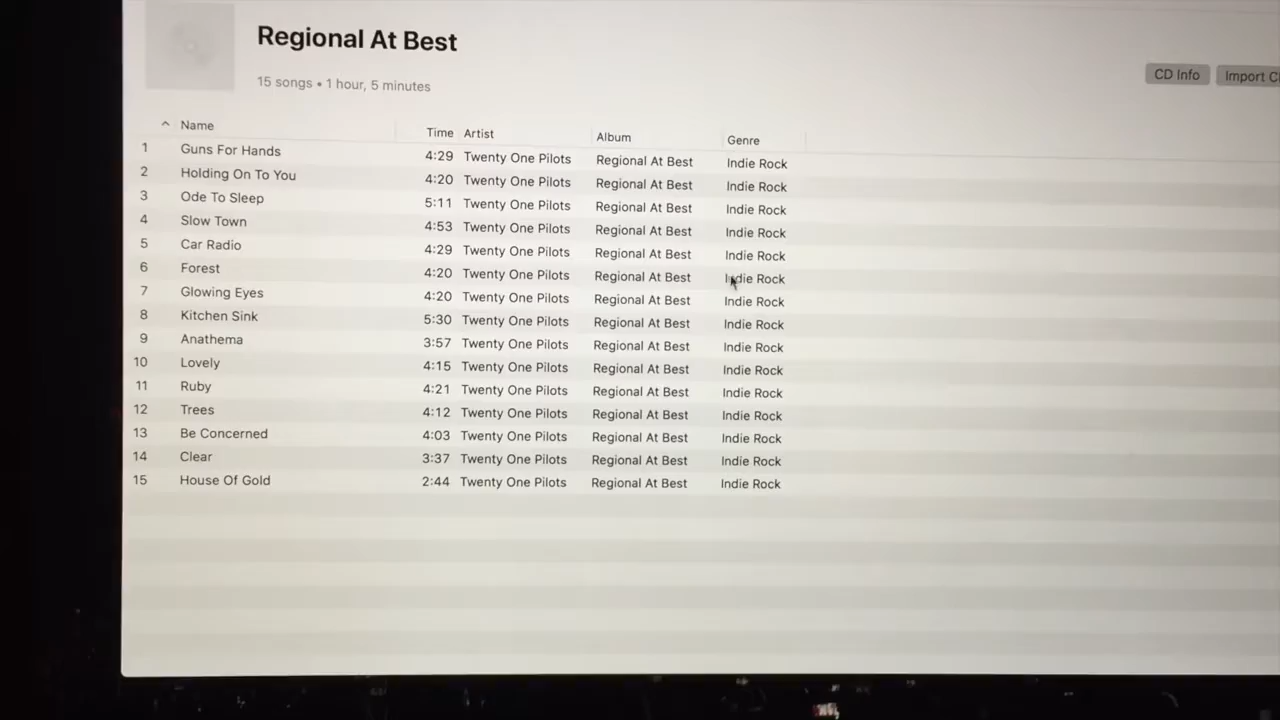 Regional At Best
15 songs • 1 hour, 5 minutes
CD Info Import
Name Time Artist Album Genre
1 Guns For Hands 4:29 Twenty One Pilots Regional At Best Indie Rock
2 Holding On To You 4:20 Twenty One Pilots Regional At Best Indie Rock
3 Ode To Sleep 5:11 Twenty One Pilots Regional At Best Indie Rock
4 Slow Town 4:53 Twenty One Pilots Regional At Best Indie Rock
5 Car Radio 4:29 Twenty One Pilots Regional At Best Indie Rock
6 Forest 4:20 Twenty One Pilots Regional At Best Indie Rock
7 Glowing Eyes 4:20 Twenty One Pilots Regional At Best Indie Rock
8 Kitchen Sink 5:30 Twenty One Pilots Regional At Best Indie Rock
9 Anathema 3:57 Twenty One Pilots Regional At Best Indie Rock
10 Lovely 4:15 Twenty One Pilots Regional At Best Indie Rock
11 Ruby 4:21 Twenty One Pilots Regional At Best Indie Rock
12 Trees 4:12 Twenty One Pilots Regional At Best Indie Rock
13 Be Concerned 4:03 Twenty One Pilots Regional At Best Indie Rock
14 Clear 3:37 Twenty One Pilots Regional At Best Indie Rock
15 House Of Gold 2:44 Twenty One Pilots Regional At Best Indie Rock